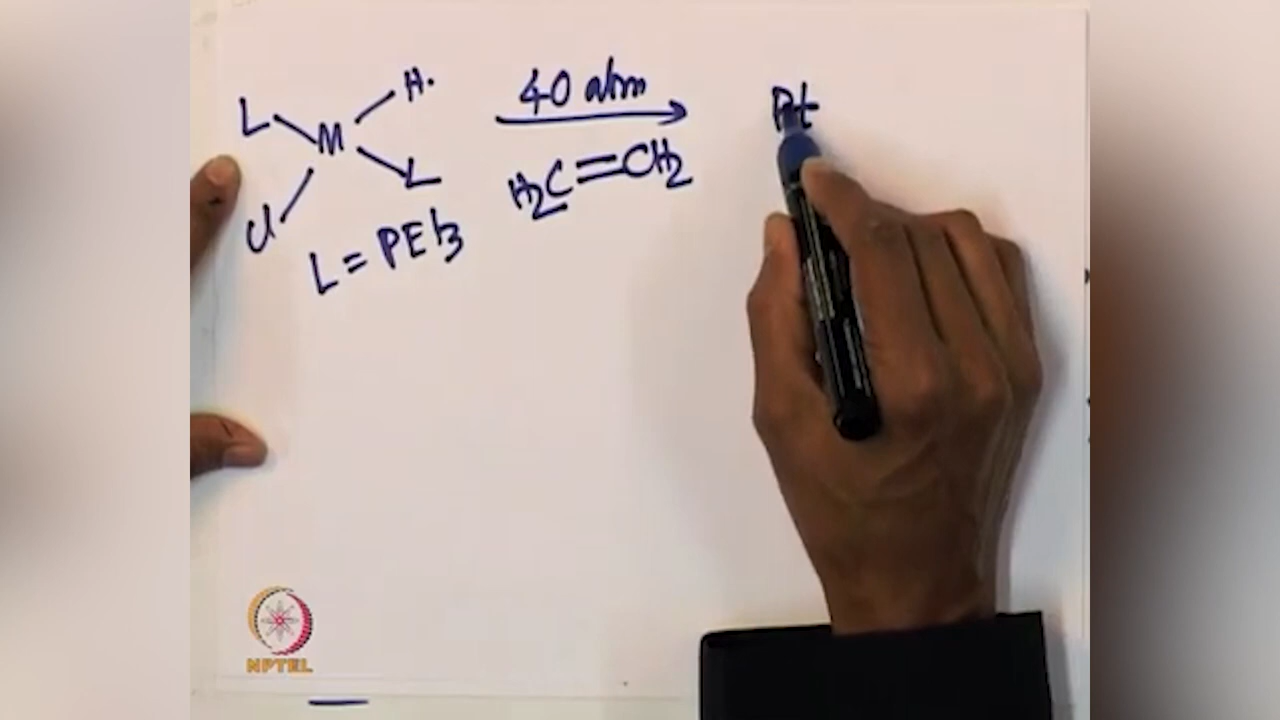 L M H. L Cl
L = PEt3
40 atm
H2C=CH2
Pt
NPTEL